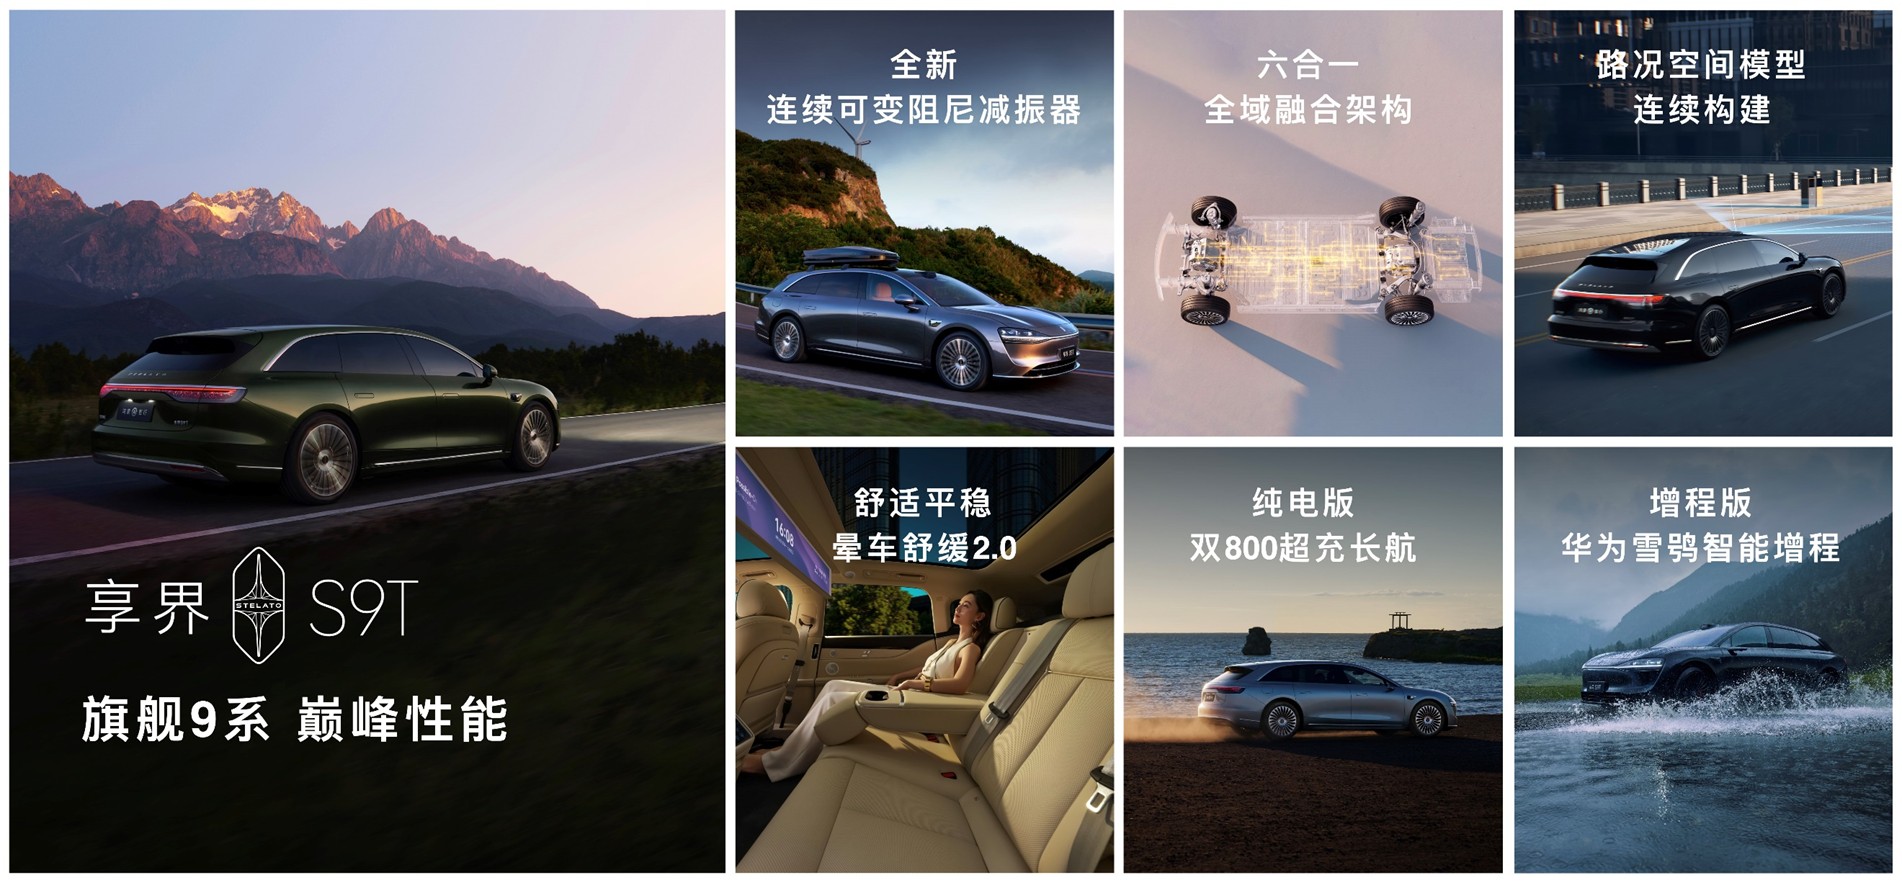 享界 STELATO S9T
旗舰9系 巅峰性能
全新
连续可变阻尼减振器
六合一
全域融合架构
路况空间模型
连续构建
STELATO
舒适平稳
晕车舒缓2.0
16:08
纯电版
双800超充长航
增程版
华为雪鸮智能增程